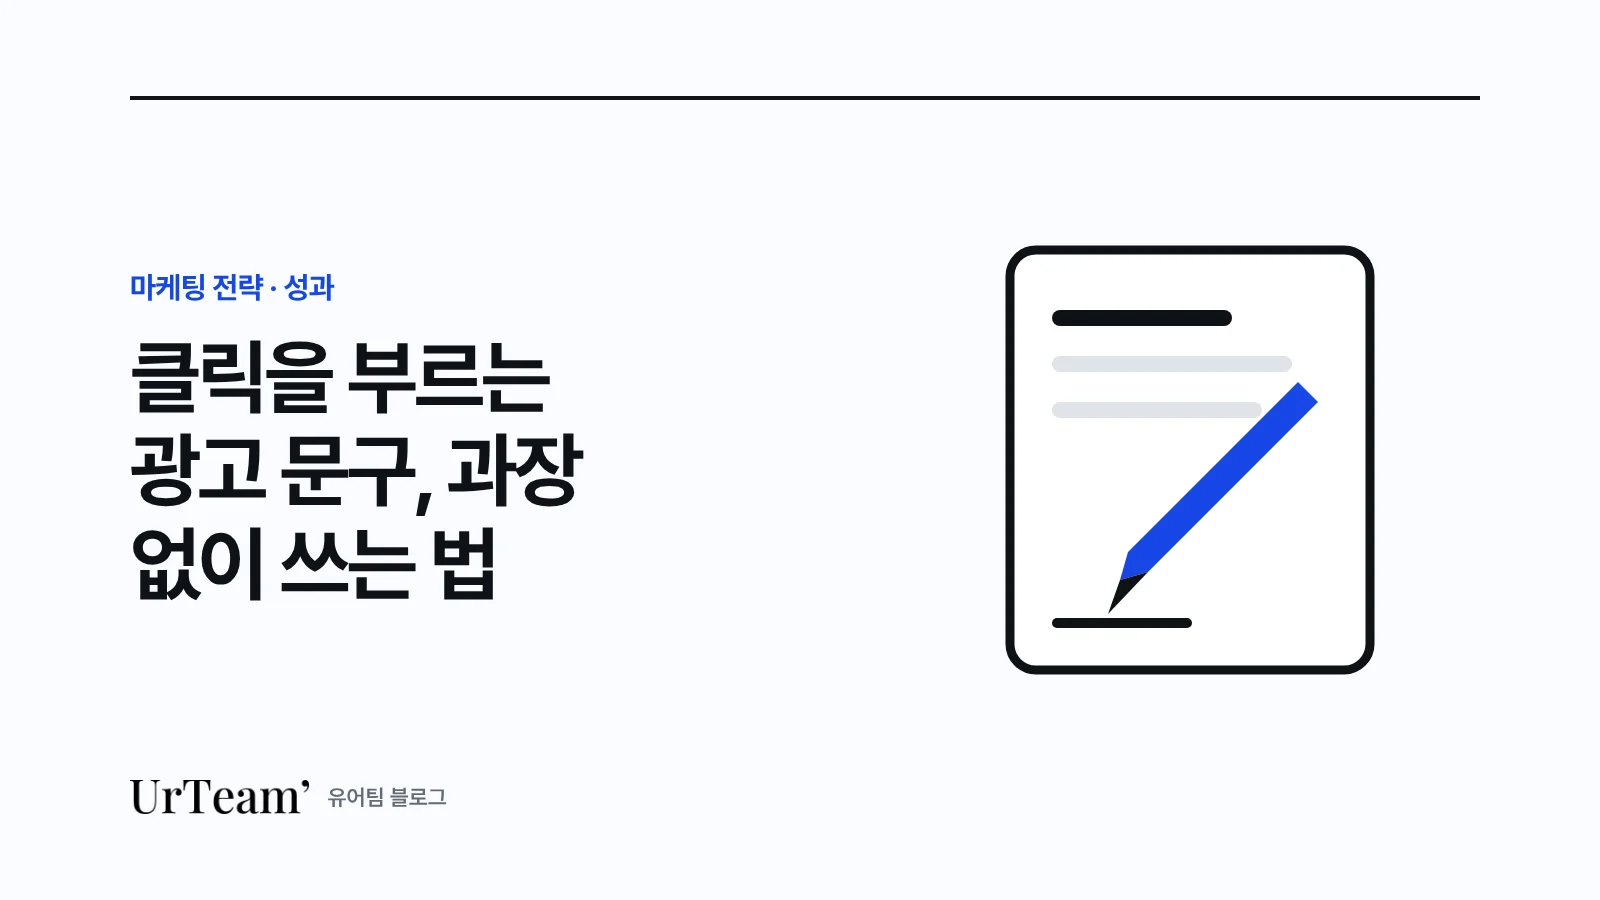 마케팅 전략 · 성과
클릭을 부르는
광고 문구, 과장
없이 쓰는 법
UrTeam’ 유어팀 블로그